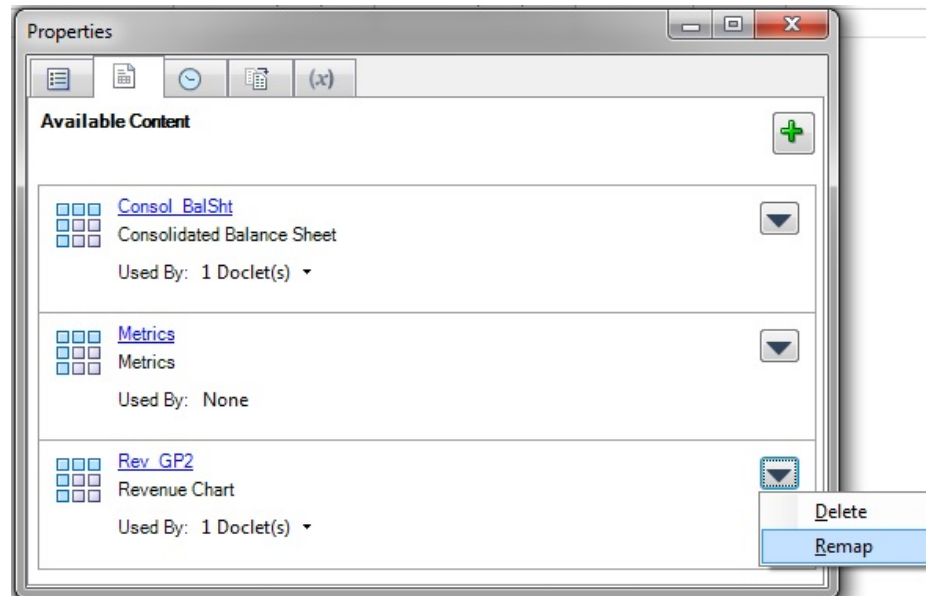 Properties
(x)
Available Content
Consol_BalSht
Consolidated Balance Sheet
Used By: 1 Doclet(s)
Metrics
Metrics
Used By: None
Rev_GP2
Revenue Chart
Used By: 1 Doclet(s)
Delete
Remap